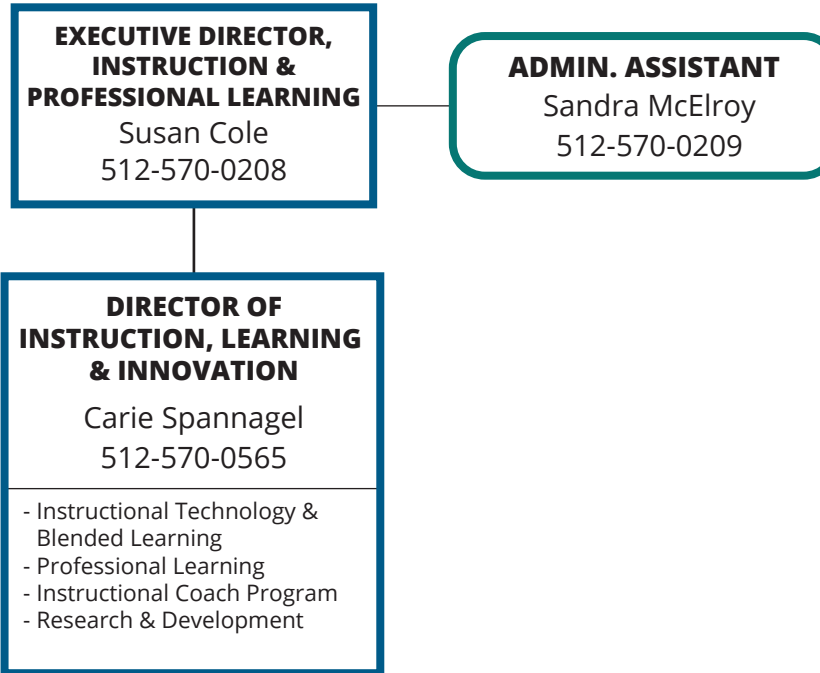 EXECUTIVE DIRECTOR,
INSTRUCTION &
PROFESSIONAL LEARNING
Susan Cole
512-570-0208
ADMIN. ASSISTANT
Sandra McElroy
512-570-0209
DIRECTOR OF
INSTRUCTION, LEARNING
& INNOVATION
Carie Spannagel
512-570-0565
- Instructional Technology &
Blended Learning
- Professional Learning
- Instructional Coach Program
- Research & Development